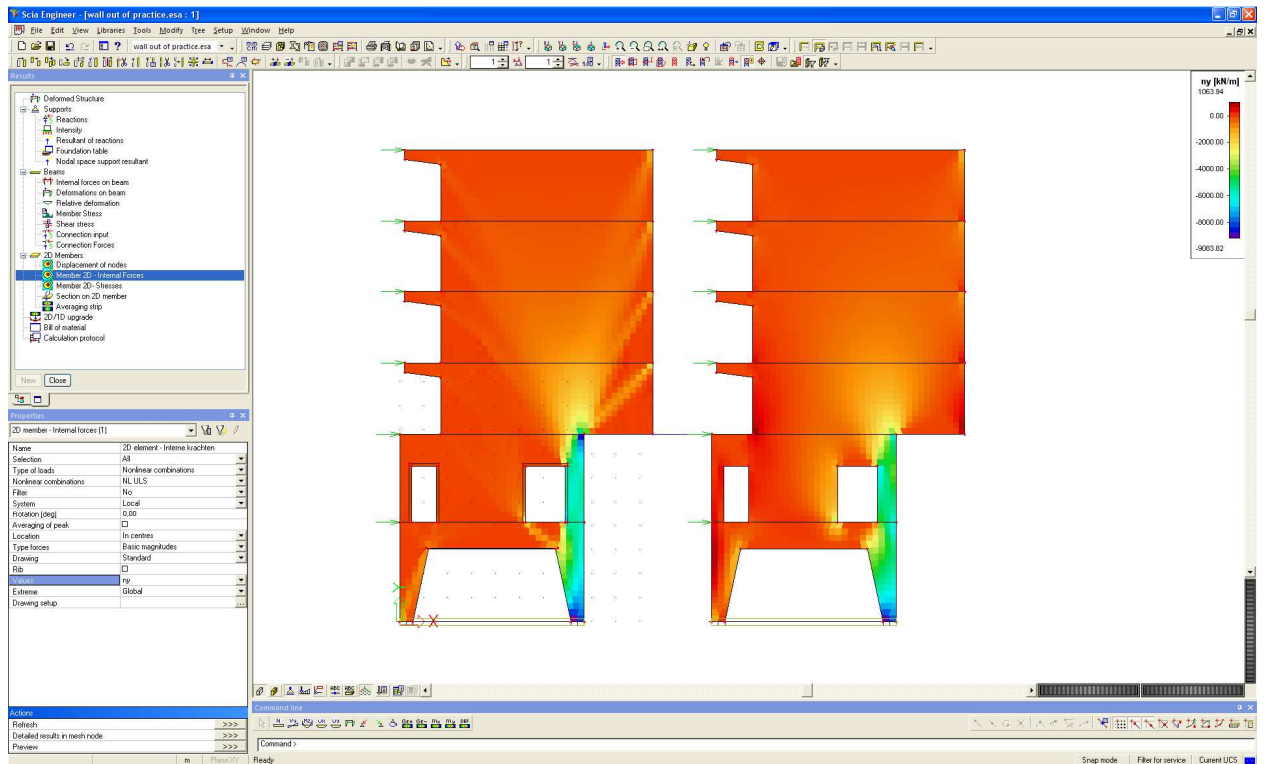 Scia Engineer - [wall out of practice.esa : 1]
File Edit View Libraries Tools Modify Tree Setup Window Help
wall out of practice.esa
1 1
Results
Deformed Structure
Supports
Reactions
Intensity
Resultant of reactions
Foundation table
Nodal space support resultant
Beams
Internal forces on beam
Deformations on beam
Relative deformation
Member Stress
Shear stress
Connection input
Connection Forces
2D Members
Displacement of nodes
Member 2D - Internal Forces
Member 2D- Stresses
Section on 2D member
Averaging strip
2D/1D upgrade
Bill of material
Calculation protocol
New Close
Properties
2D member - Internal forces (1)
Name 2D element - Interne krachten
Selection All
Type of loads Nonlinear combinations
Nonlinear combinations NL ULS
Filter No
System Local
Rotation [deg] 0,00
Averaging of peak
Location In centres
Type forces Basic magnitudes
Drawing Standard
Rib
Values ny
Extreme Global
Drawing setup ...
Actions
Refresh >>>
Detailed results in mesh node >>>
Preview >>>
ny [kN/m]
1063.94
0.00
-2000.00
-4000.00
-6000.00
-8000.00
-9083.82
X
Command line
Command >
m Plane XY Ready Snap mode Filter for service Current UCS